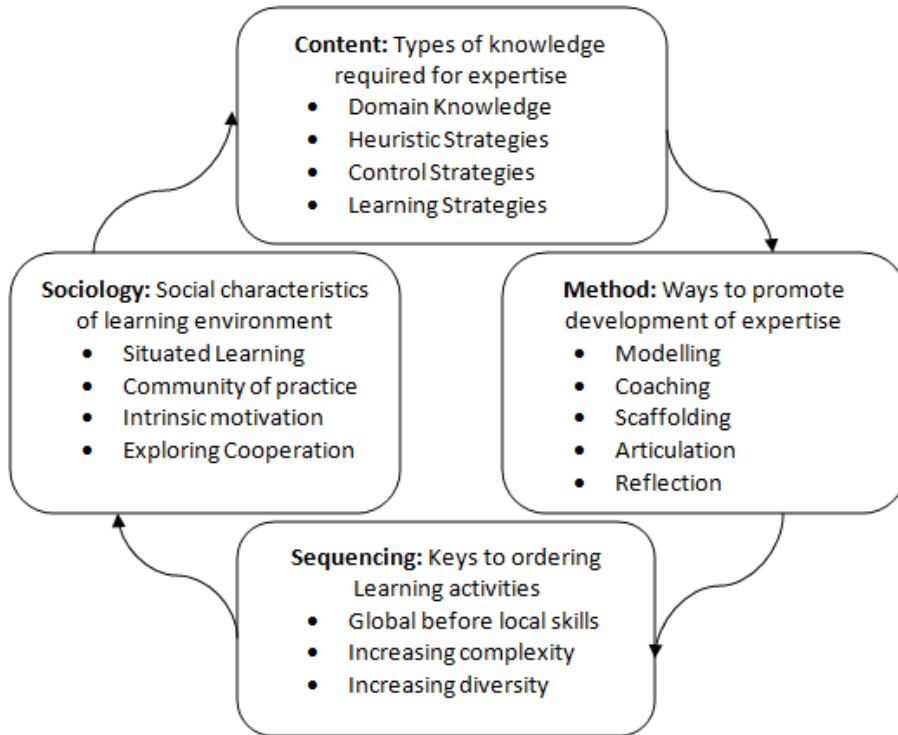 Content: Types of knowledge
required for expertise
• Domain Knowledge
• Heuristic Strategies
• Control Strategies
• Learning Strategies
Sociology: Social characteristics
of learning environment
• Situated Learning
• Community of practice
• Intrinsic motivation
• Exploring Cooperation
Method: Ways to promote
development of expertise
• Modelling
• Coaching
• Scaffolding
• Articulation
• Reflection
Sequencing: Keys to ordering
Learning activities
• Global before local skills
• Increasing complexity
• Increasing diversity